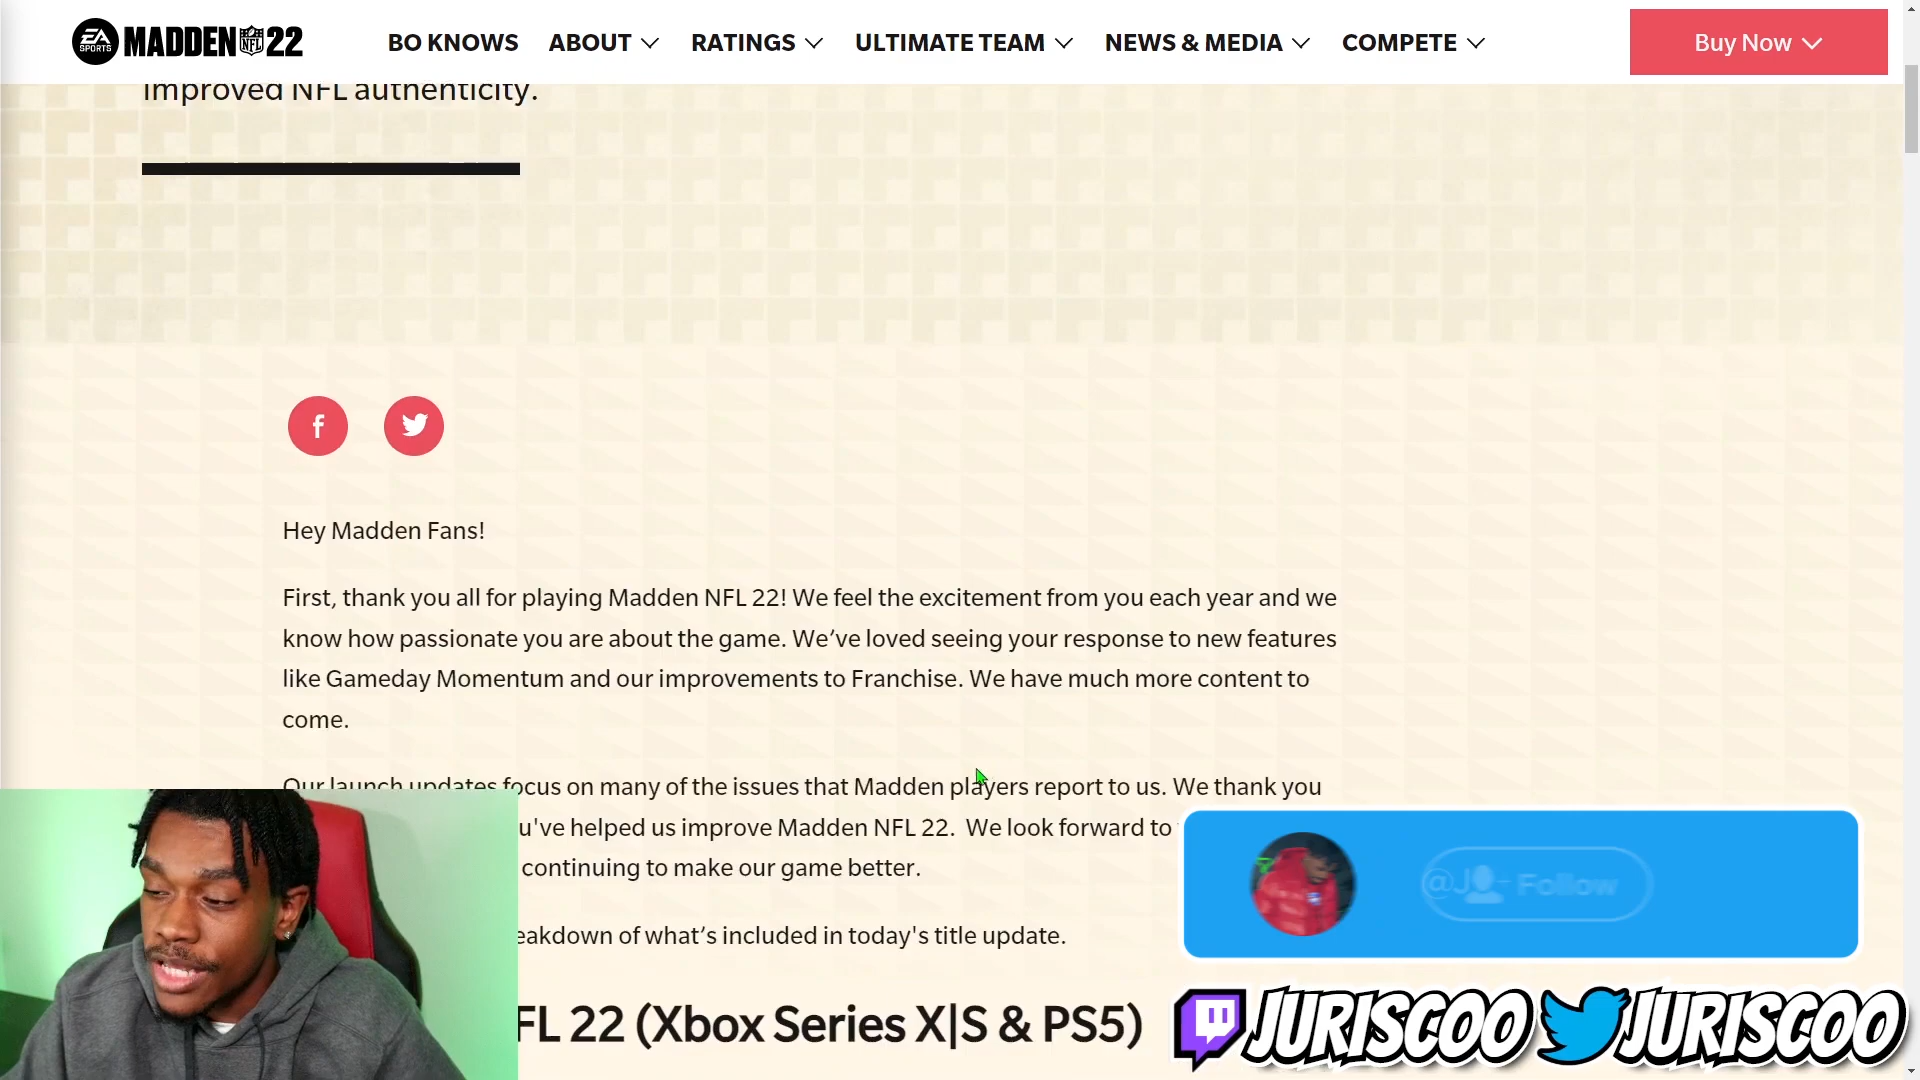 EA SPORTS MADDEN NFL 22 BO KNOWS ABOUT RATINGS ULTIMATE TEAM NEWS & MEDIA COMPETE Buy Now
improved NFL authenticity.
f
Hey Madden Fans!
First, thank you all for playing Madden NFL 22! We feel the excitement from you each year and we
know how passionate you are about the game. We’ve loved seeing your response to new features
like Gameday Momentum and our improvements to Franchise. We have much more content to
come.
Our launch updates focus on many of the issues that Madden players report to us. We thank you
u've helped us improve Madden NFL 22. We look forward to
continuing to make our game better.
eakdown of what’s included in today's title update.
FL 22 (Xbox Series X|S & PS5)
@J Follow
JURISCOO JURISCOO